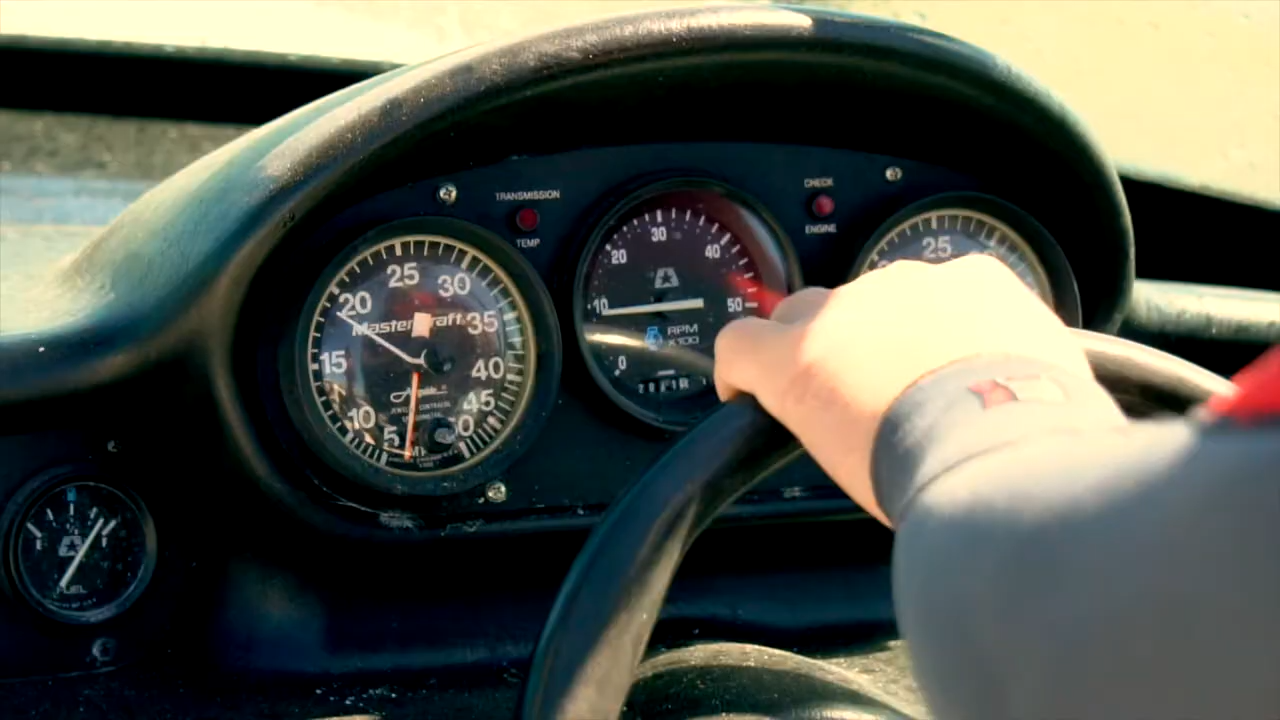 TRANSMISSION
TEMP
CHECK
ENGINE
5
10
15
20
25
30
35
40
45
MasterCraft
0
10
20
30
40
50
RPM
X100
25
FUEL